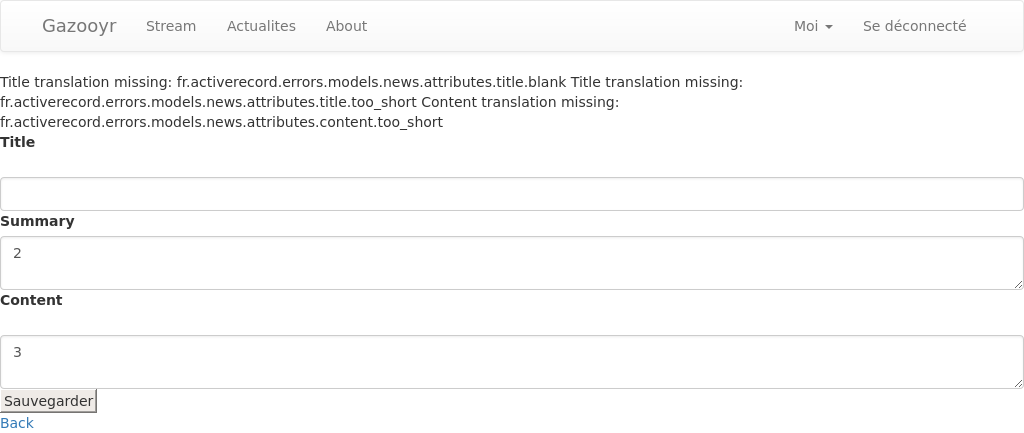 Gazooyr Stream Actualites About Moi Se déconnecté
Title translation missing: fr.activerecord.errors.models.news.attributes.title.blank Title translation missing:
fr.activerecord.errors.models.news.attributes.title.too_short Content translation missing:
fr.activerecord.errors.models.news.attributes.content.too_short
Title
Summary
2
Content
3
Sauvegarder
Back